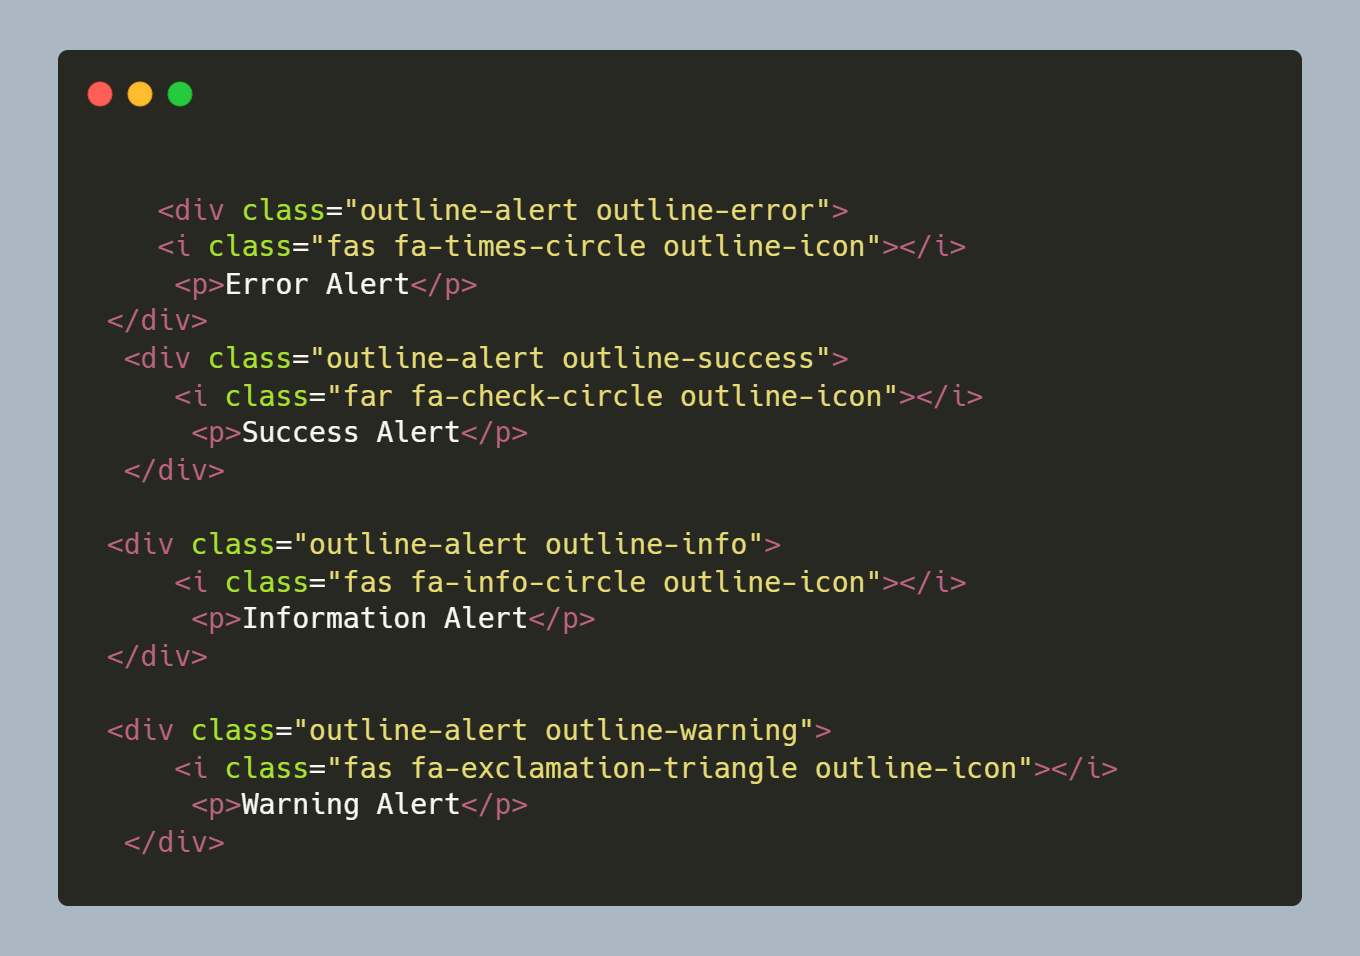 <div class="outline-alert outline-error">
<i class="fas fa-times-circle outline-icon"></i>
<p>Error Alert</p>
</div>
<div class="outline-alert outline-success">
<i class="far fa-check-circle outline-icon"></i>
<p>Success Alert</p>
</div>
<div class="outline-alert outline-info">
<i class="fas fa-info-circle outline-icon"></i>
<p>Information Alert</p>
</div>
<div class="outline-alert outline-warning">
<i class="fas fa-exclamation-triangle outline-icon"></i>
<p>Warning Alert</p>
</div>